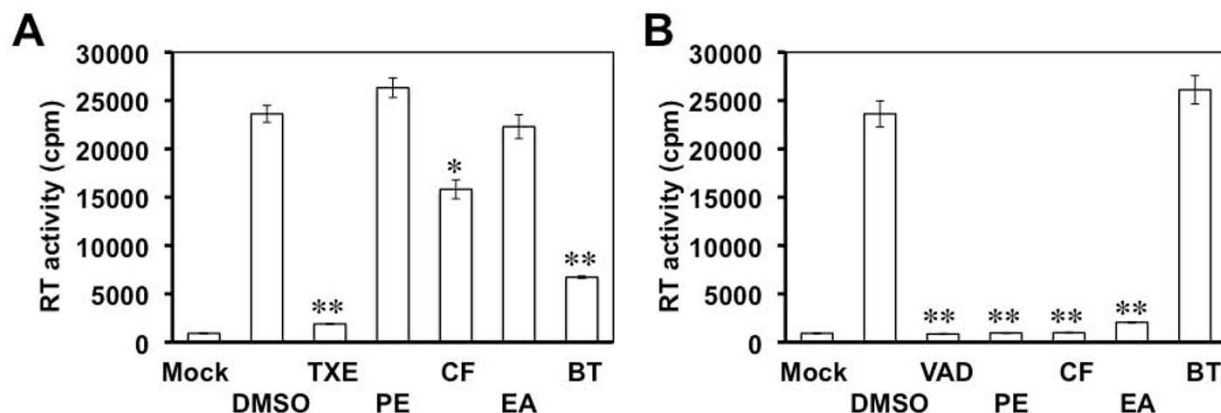 A
RT activity (cpm)
30000
25000
20000
15000
10000
5000
0
*
**
**
Mock TXE CF BT
DMSO PE EA
B
RT activity (cpm)
30000
25000
20000
15000
10000
5000
0
** ** ** **
Mock VAD CF BT
DMSO PE EA